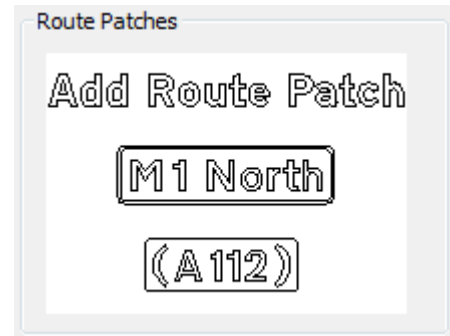 Route Patches
Add Route Patch
M1 North
(A112)